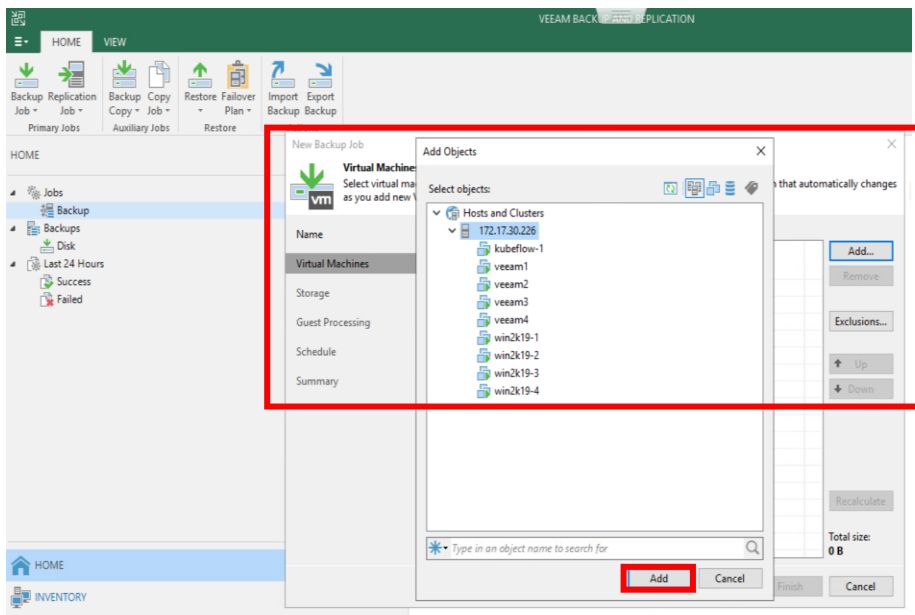 VEEAM BACKUP AND REPLICATION
HOME VIEW
Backup Job
Replication Job
Backup Copy
Copy Job
Restore
Failover Plan
Import Backup
Export Backup
Primary Jobs
Auxiliary Jobs
Restore
HOME
Jobs
Backup
Backups
Disk
Last 24 Hours
Success
Failed
HOME
INVENTORY
New Backup Job
Virtual Machines
Select virtual ma
as you add new
that automatically changes
vm
Name
Virtual Machines
Storage
Guest Processing
Schedule
Summary
Add Objects
Select objects:
Hosts and Clusters
172.17.30.226
kubeflow-1
veeam1
veeam2
veeam3
veeam4
win2k19-1
win2k19-2
win2k19-3
win2k19-4
Type in an object name to search for
Add
Cancel
Add...
Remove
Exclusions...
Up
Down
Recalculate
Total size:
0 B
Finish
Cancel